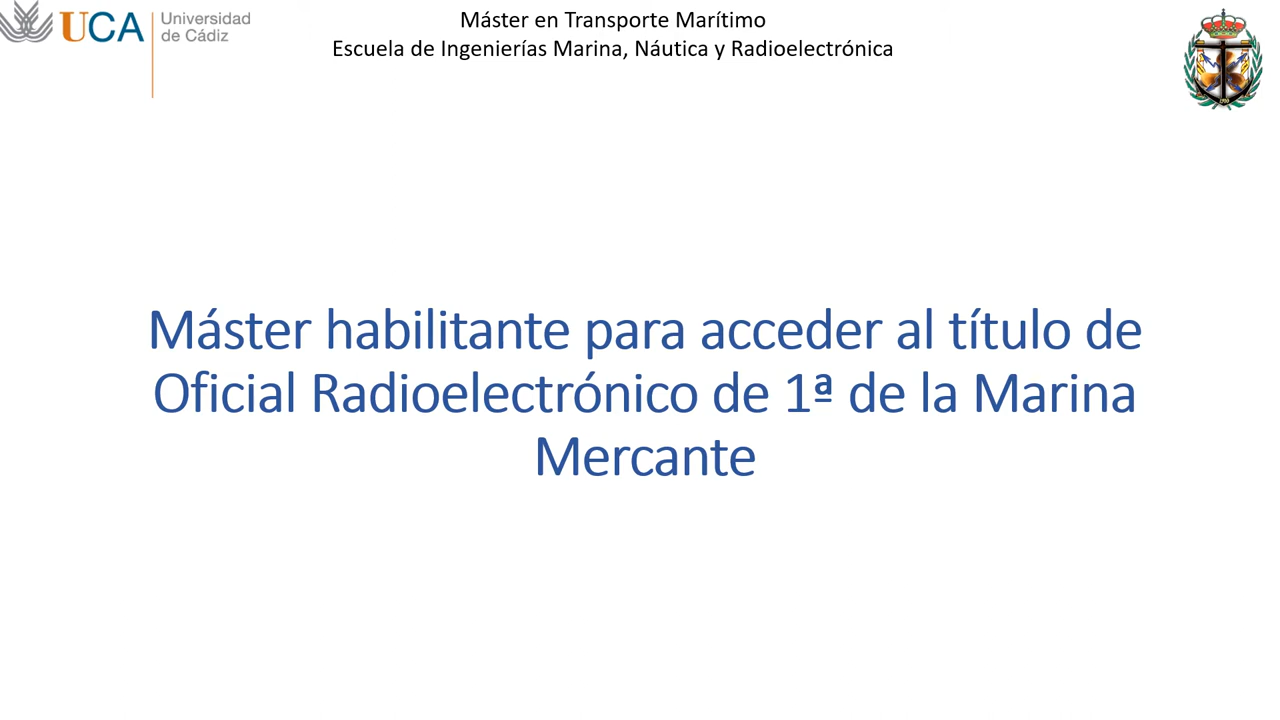 UCA
Universidad
de Cádiz
Máster en Transporte Marítimo
Escuela de Ingenierías Marina, Náutica y Radioelectrónica
Máster habilitante para acceder al título de
Oficial Radioelectrónico de 1ª de la Marina
Mercante